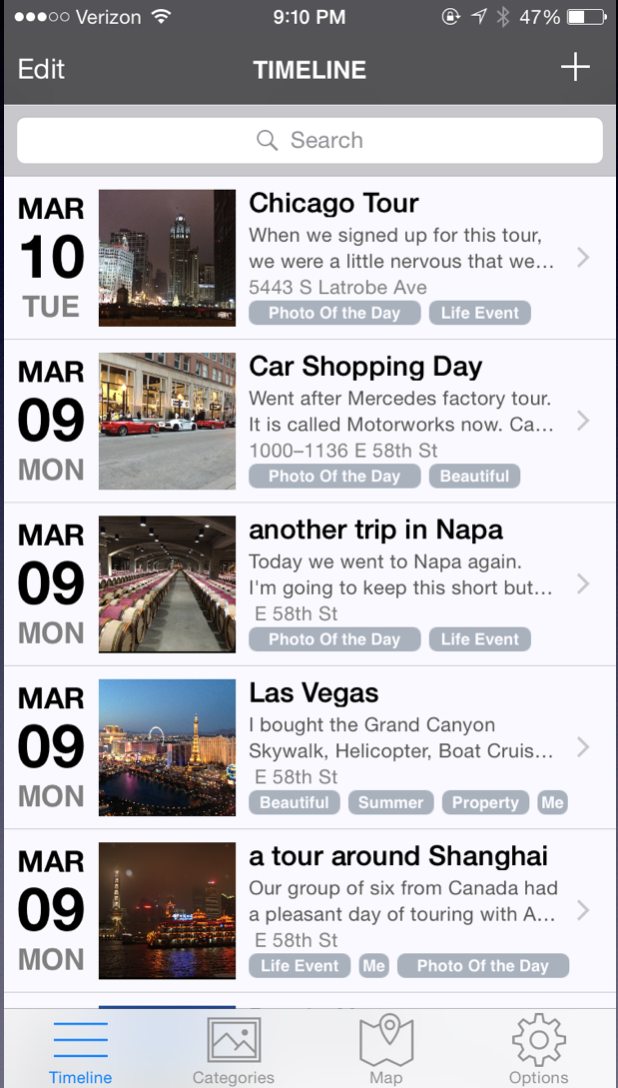 Verizon 9:10 PM 47%
Edit TIMELINE +
Search
MAR
10
TUE
Chicago Tour
When we signed up for this tour,
we were a little nervous that we...
5443 S Latrobe Ave
Photo Of the Day Life Event
MAR
09
MON
Car Shopping Day
Went after Mercedes factory tour.
It is called Motorworks now. Ca...
1000–1136 E 58th St
Photo Of the Day Beautiful
MAR
09
MON
another trip in Napa
Today we went to Napa again.
I'm going to keep this short but...
E 58th St
Photo Of the Day Life Event
MAR
09
MON
Las Vegas
I bought the Grand Canyon
Skywalk, Helicopter, Boat Cruis...
E 58th St
Beautiful Summer Property Me
MAR
09
MON
a tour around Shanghai
Our group of six from Canada had
a pleasant day of touring with A...
E 58th St
Life Event Me Photo Of the Day
Timeline Categories Map Options